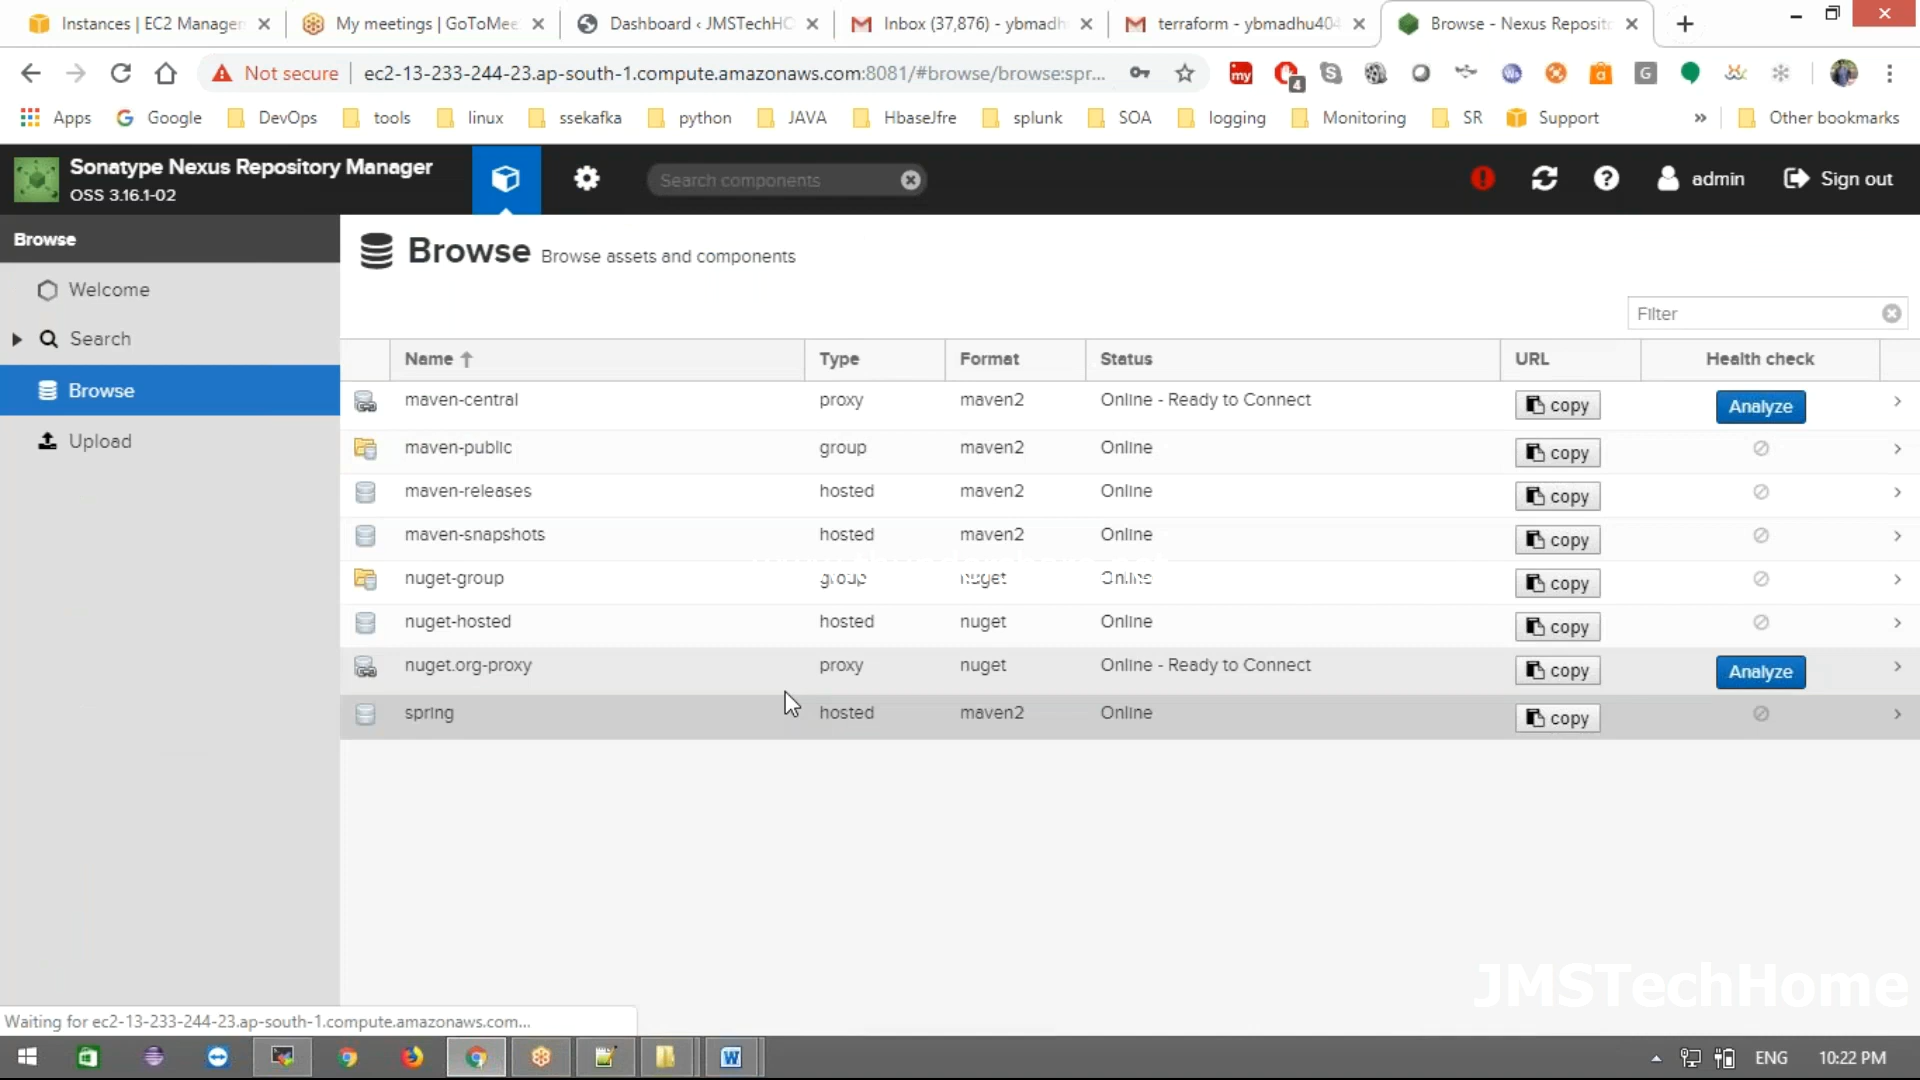 Instances | EC2 Manager
My meetings | GoToMee
Dashboard ‹ JMSTechHO
Inbox (37,876) - ybmadh
terraform - ybmadhu404
Browse - Nexus Reposito
Not secure
ec2-13-233-244-23.ap-south-1.compute.amazonaws.com:8081/#browse/browse:spr...
Apps
Google
DevOps
tools
linux
ssekafka
python
JAVA
HbaseJfre
splunk
SOA
logging
Monitoring
SR
Support
»
Other bookmarks
Sonatype Nexus Repository Manager
OSS 3.16.1-02
Search components
admin
Sign out
Browse
Welcome
Search
Browse
Upload
Browse Browse assets and components
Filter
Name Type Format Status URL Health check
maven-central proxy maven2 Online - Ready to Connect copy Analyze
maven-public group maven2 Online copy
maven-releases hosted maven2 Online copy
maven-snapshots hosted maven2 Online copy
nuget-group group nuget Online copy
nuget-hosted hosted nuget Online copy
nuget.org-proxy proxy nuget Online - Ready to Connect copy Analyze
spring hosted maven2 Online copy
JMSTechHome
Waiting for ec2-13-233-244-23.ap-south-1.compute.amazonaws.com...
ENG 10:22 PM